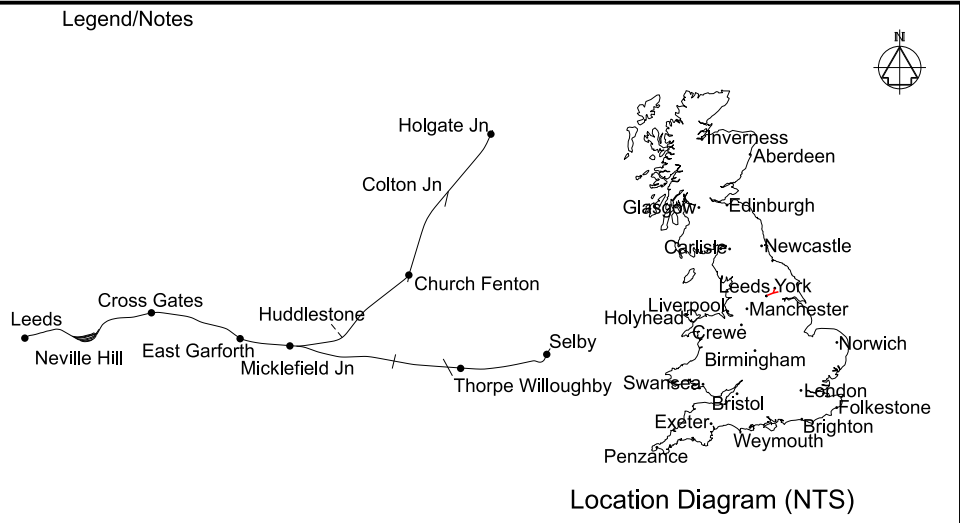 Legend/Notes
N
Holgate Jn
Colton Jn
Church Fenton
Huddlestone
Cross Gates
Leeds
Neville Hill
East Garforth
Micklefield Jn
Selby
Thorpe Willoughby
Inverness
Aberdeen
Glasgow
Edinburgh
Carlisle
Newcastle
Leeds York
Liverpool
Manchester
Holyhead
Crewe
Norwich
Birmingham
Swansea
London
Bristol
Folkestone
Exeter
Brighton
Weymouth
Penzance
Location Diagram (NTS)